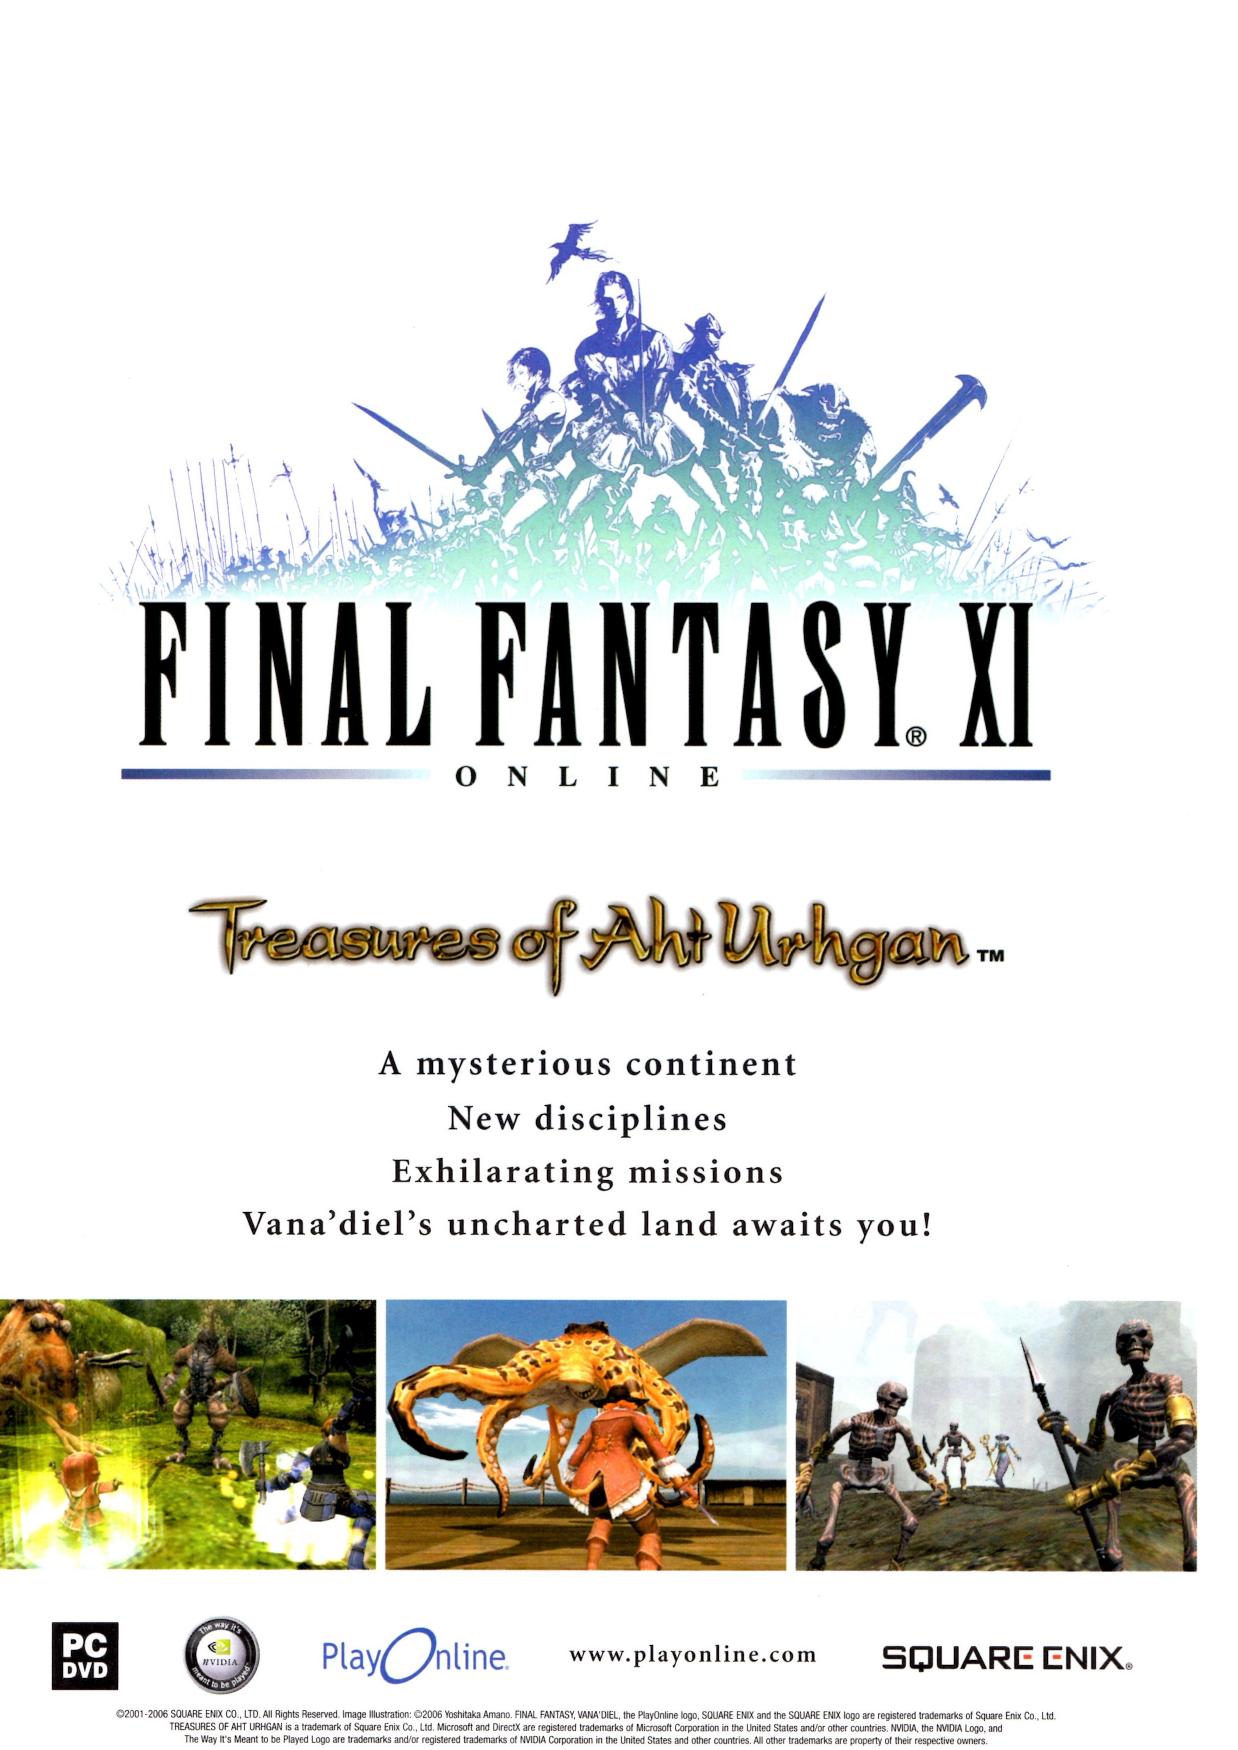 FINAL FANTASY® XI
ONLINE
Treasures of Aht Urhgan™
A mysterious continent
New disciplines
Exhilarating missions
Vana'diel's uncharted land awaits you!
PC
DVD
The way it's
NVIDIA
meant to be played
PlayOnline®
www.playonline.com
SQUARE ENIX®
©2001-2006 SQUARE ENIX CO., LTD. All Rights Reserved. Image Illustration: ©2006 Yoshitaka Amano. FINAL FANTASY, VANA'DIEL, the PlayOnline logo, SQUARE ENIX and the SQUARE ENIX logo are registered trademarks of Square Enix Co., Ltd.
TREASURES OF AHT URHGAN is a trademark of Square Enix Co., Ltd. Microsoft and DirectX are registered trademarks of Microsoft Corporation in the United States and/or other countries. NVIDIA, the NVIDIA Logo, and
The Way It's Meant to be Played Logo are trademarks and/or registered trademarks of NVIDIA Corporation in the United States and other countries. All other trademarks are property of their respective owners.